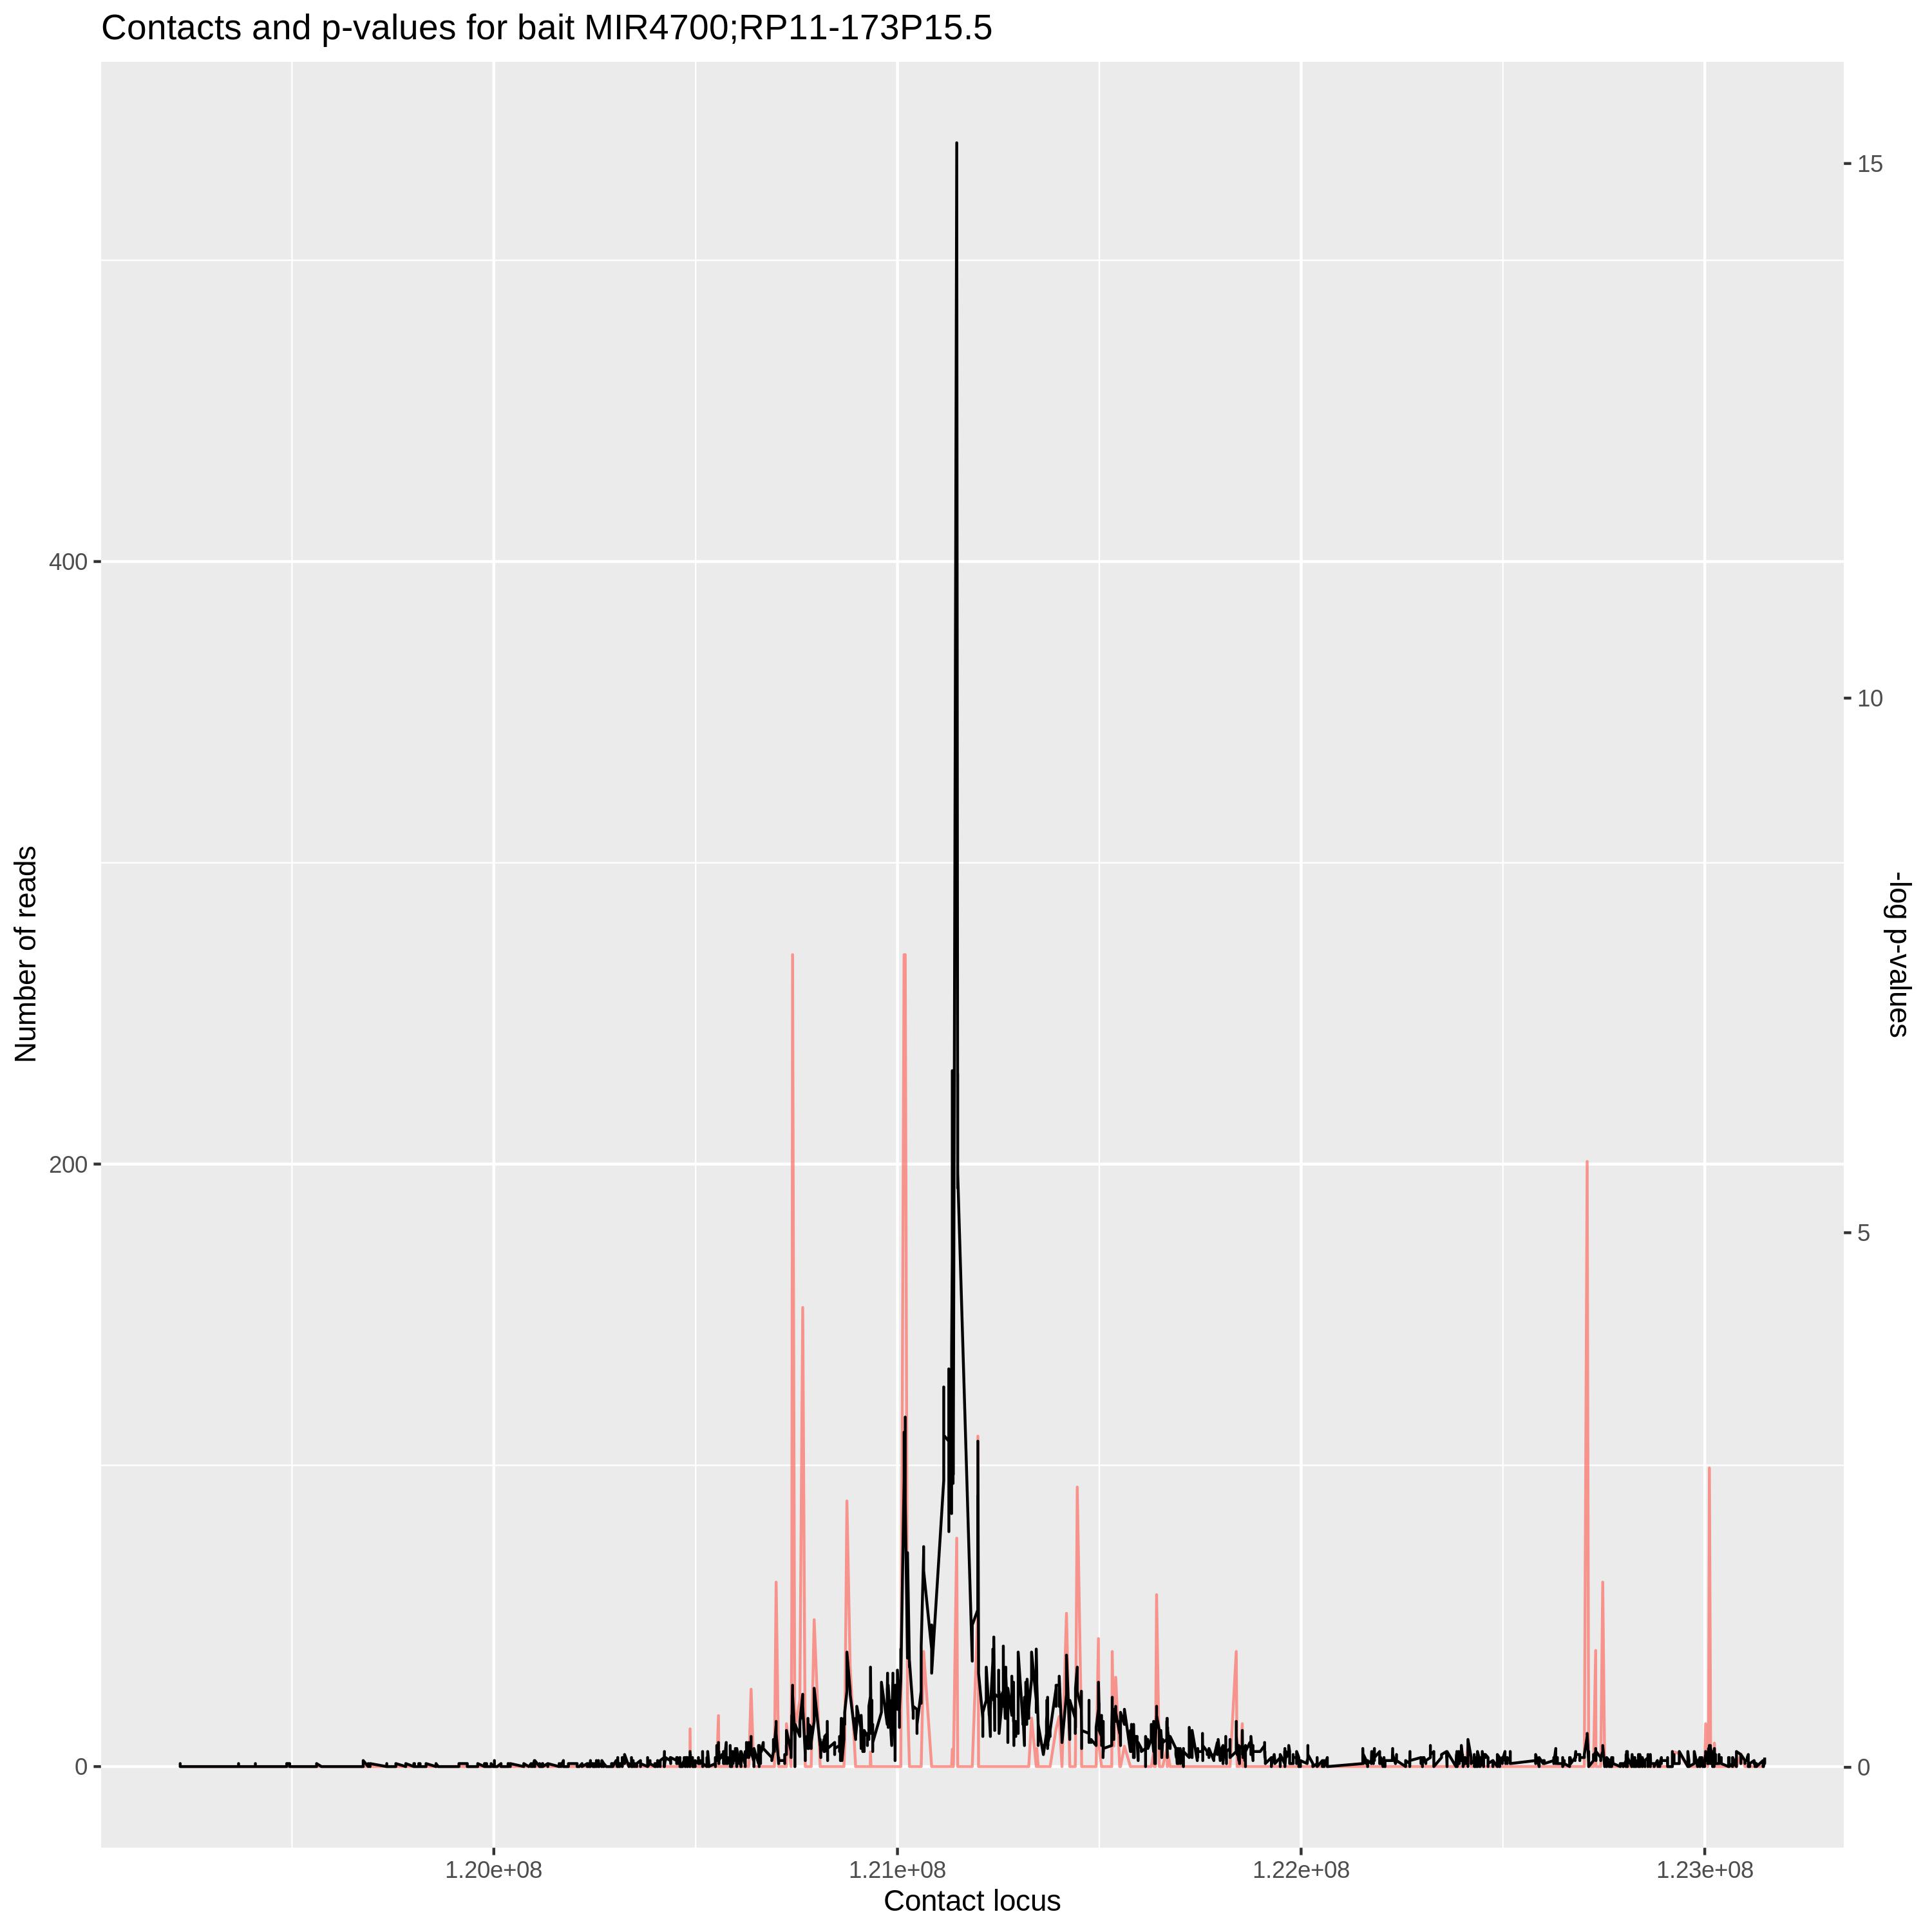 Contacts and p-values for bait MIR4700;RP11-173P15.5
15
400
10
Number of reads
-log p-values
200
5
0
0
1.20e+08
1.21e+08
1.22e+08
1.23e+08
Contact locus